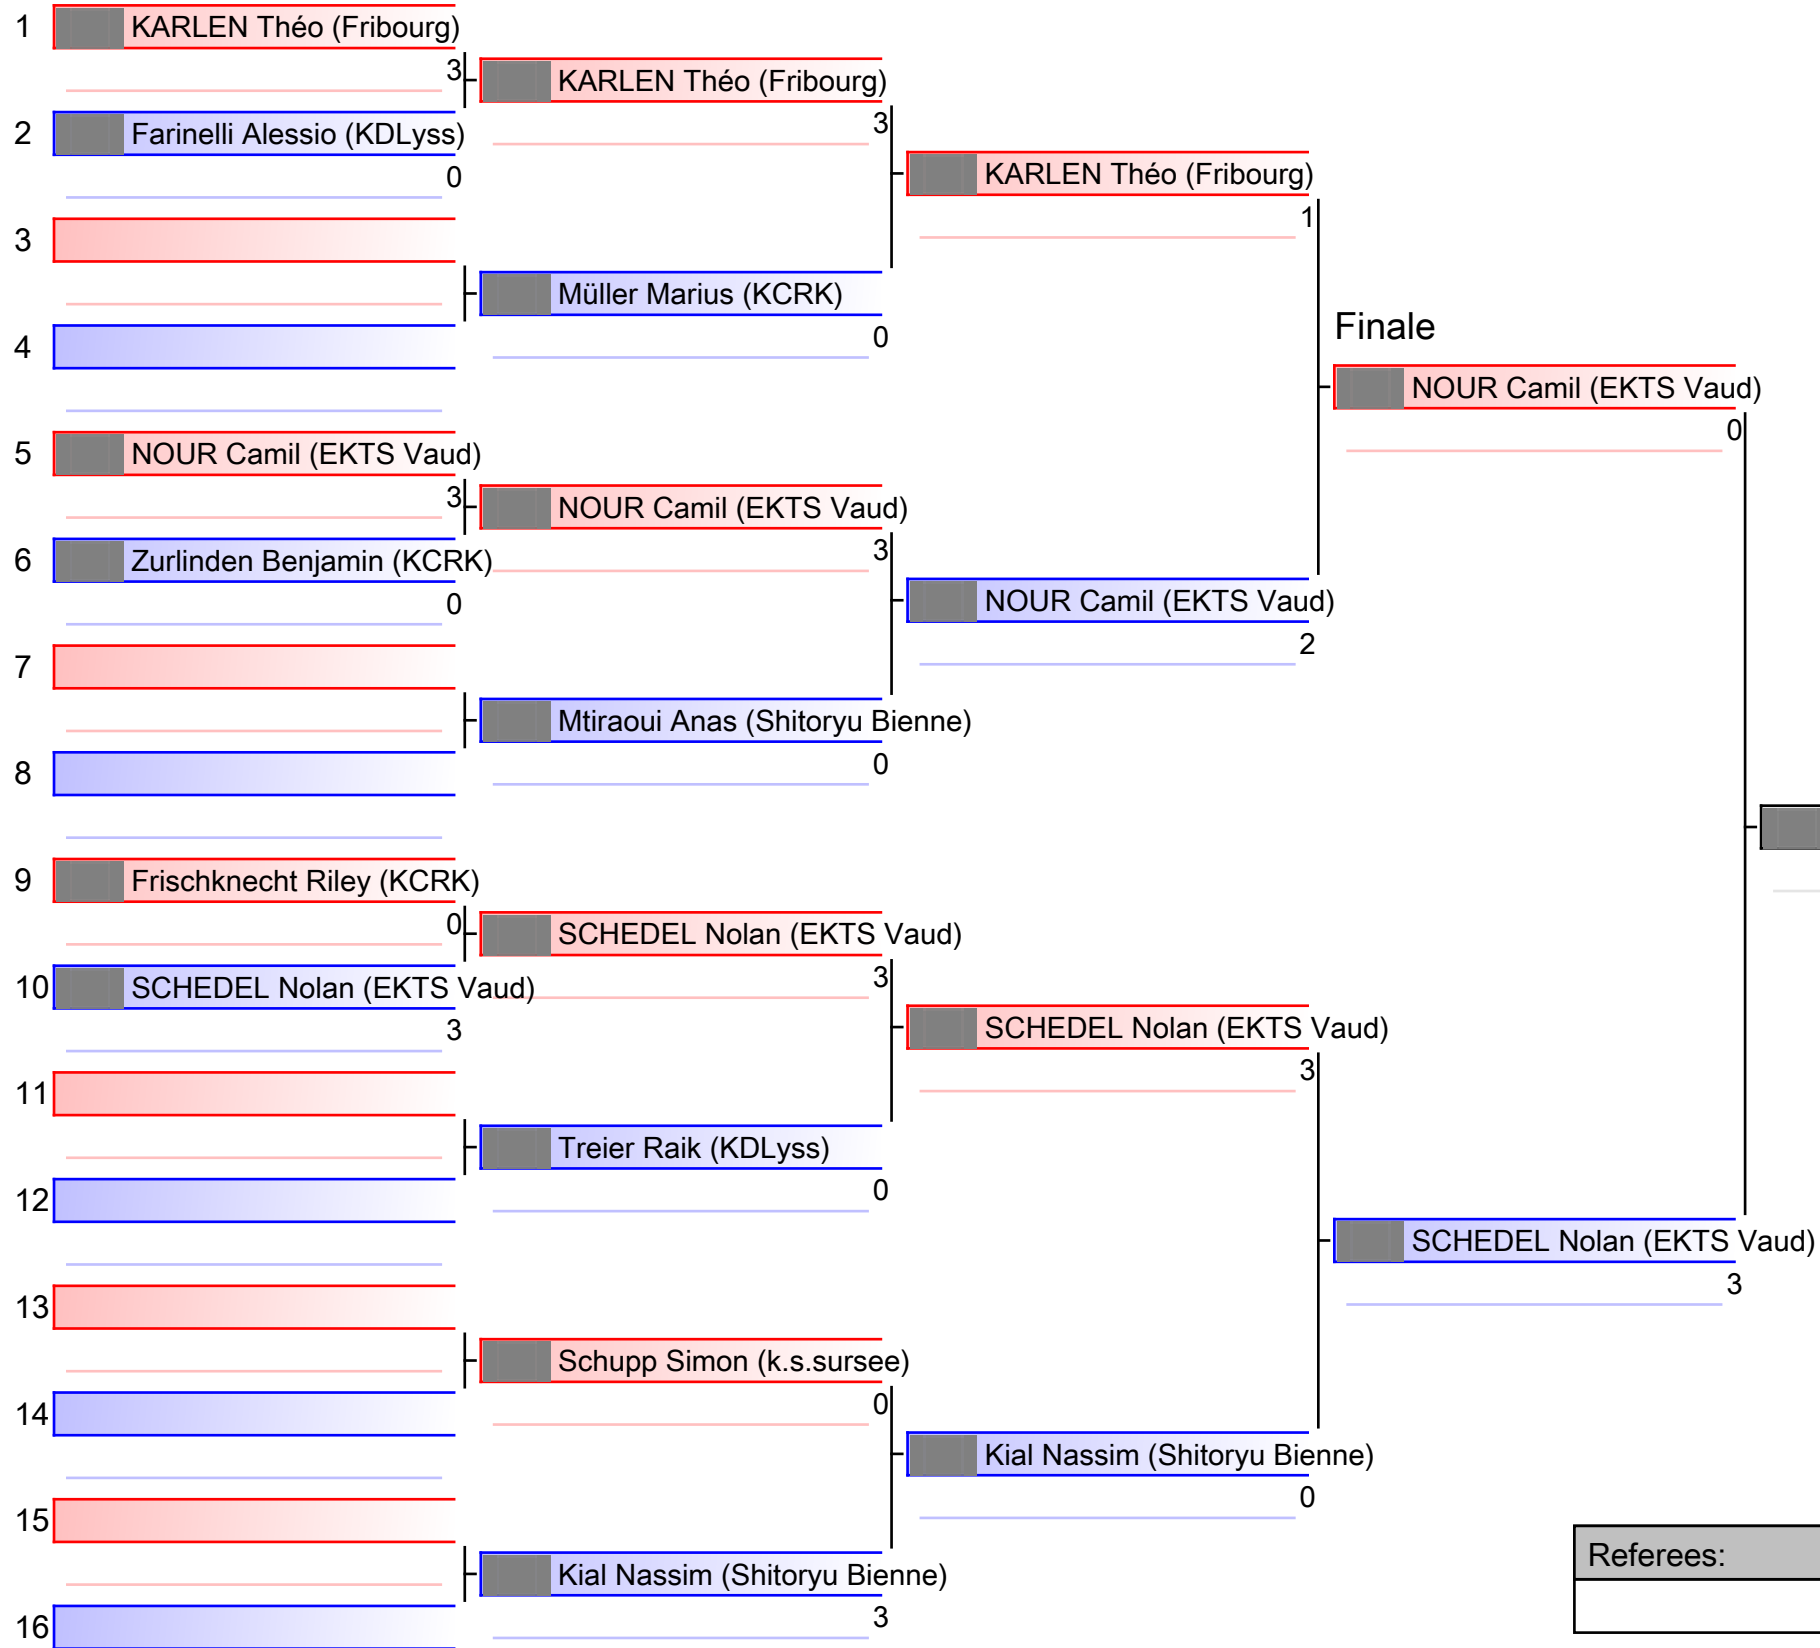 1 KARLEN Théo (Fribourg)
3
2 Farinelli Alessio (KDLyss)
0
3
4
5 NOUR Camil (EKTS Vaud)
3
6 Zurlinden Benjamin (KCRK)
0
7
8
9 Frischknecht Riley (KCRK)
0
10 SCHEDEL Nolan (EKTS Vaud)
3
11
12
13
14
15
16
KARLEN Théo (Fribourg)
3
Müller Marius (KCRK)
0
NOUR Camil (EKTS Vaud)
3
Mtiraoui Anas (Shitoryu Bienne)
0
SCHEDEL Nolan (EKTS Vaud)
3
Treier Raik (KDLyss)
0
Schupp Simon (k.s.sursee)
0
Kial Nassim (Shitoryu Bienne)
3
KARLEN Théo (Fribourg)
1
NOUR Camil (EKTS Vaud)
2
SCHEDEL Nolan (EKTS Vaud)
3
Kial Nassim (Shitoryu Bienne)
0
Finale
NOUR Camil (EKTS Vaud)
0
SCHEDEL Nolan (EKTS Vaud)
3
Referees: